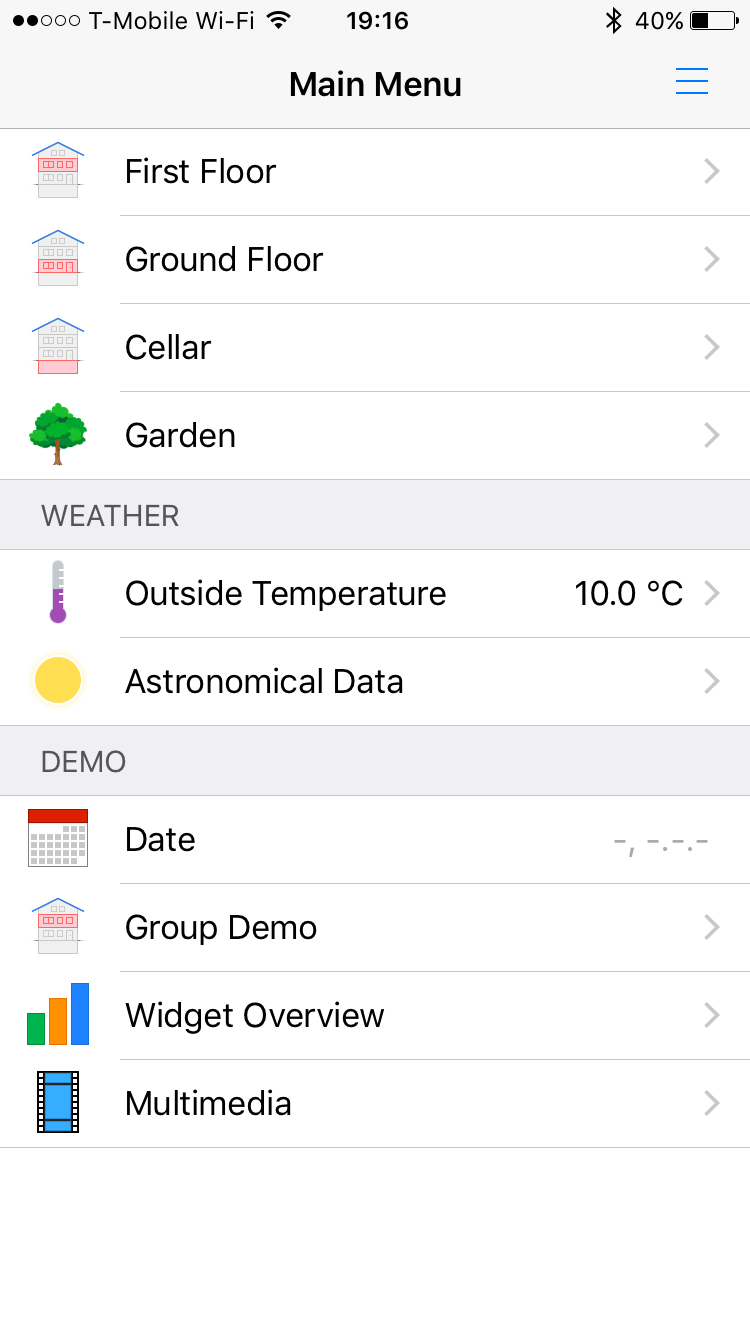 T-Mobile Wi-Fi 19:16 40%
Main Menu
First Floor
Ground Floor
Cellar
Garden
WEATHER
Outside Temperature 10.0 °C
Astronomical Data
DEMO
Date -, -.-.-
Group Demo
Widget Overview
Multimedia